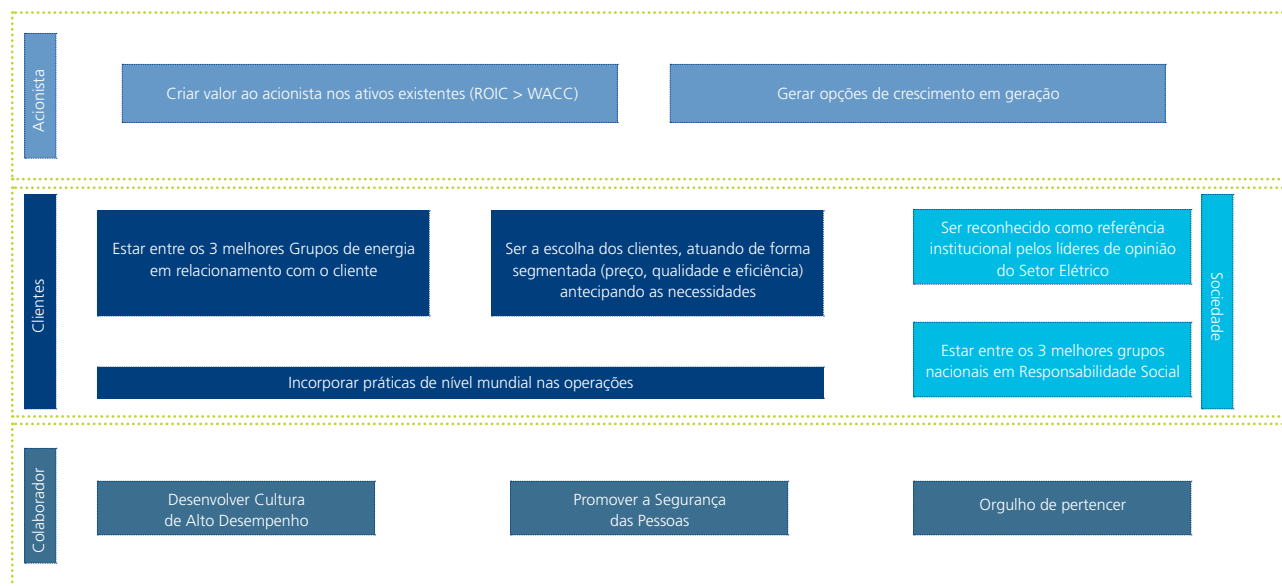 Acionista
Criar valor ao acionista nos ativos existentes (ROIC > WACC)
Gerar opções de crescimento em geração
Clientes
Estar entre os 3 melhores Grupos de energia
em relacionamento com o cliente
Ser a escolha dos clientes, atuando de forma
segmentada (preço, qualidade e eficiência)
antecipando as necessidades
Incorporar práticas de nível mundial nas operações
Ser reconhecido como referência
institucional pelos líderes de opinião
do Setor Elétrico
Estar entre os 3 melhores grupos
nacionais em Responsabilidade Social
Sociedade
Colaborador
Desenvolver Cultura
de Alto Desempenho
Promover a Segurança
das Pessoas
Orgulho de pertencer